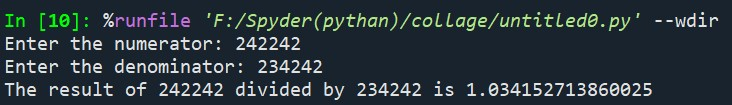 In [10]: %runfile 'F:/Spyder(pythan)/collage/untitled0.py' --wdir
Enter the numerator: 242242
Enter the denominator: 234242
The result of 242242 divided by 234242 is 1.034152713860025